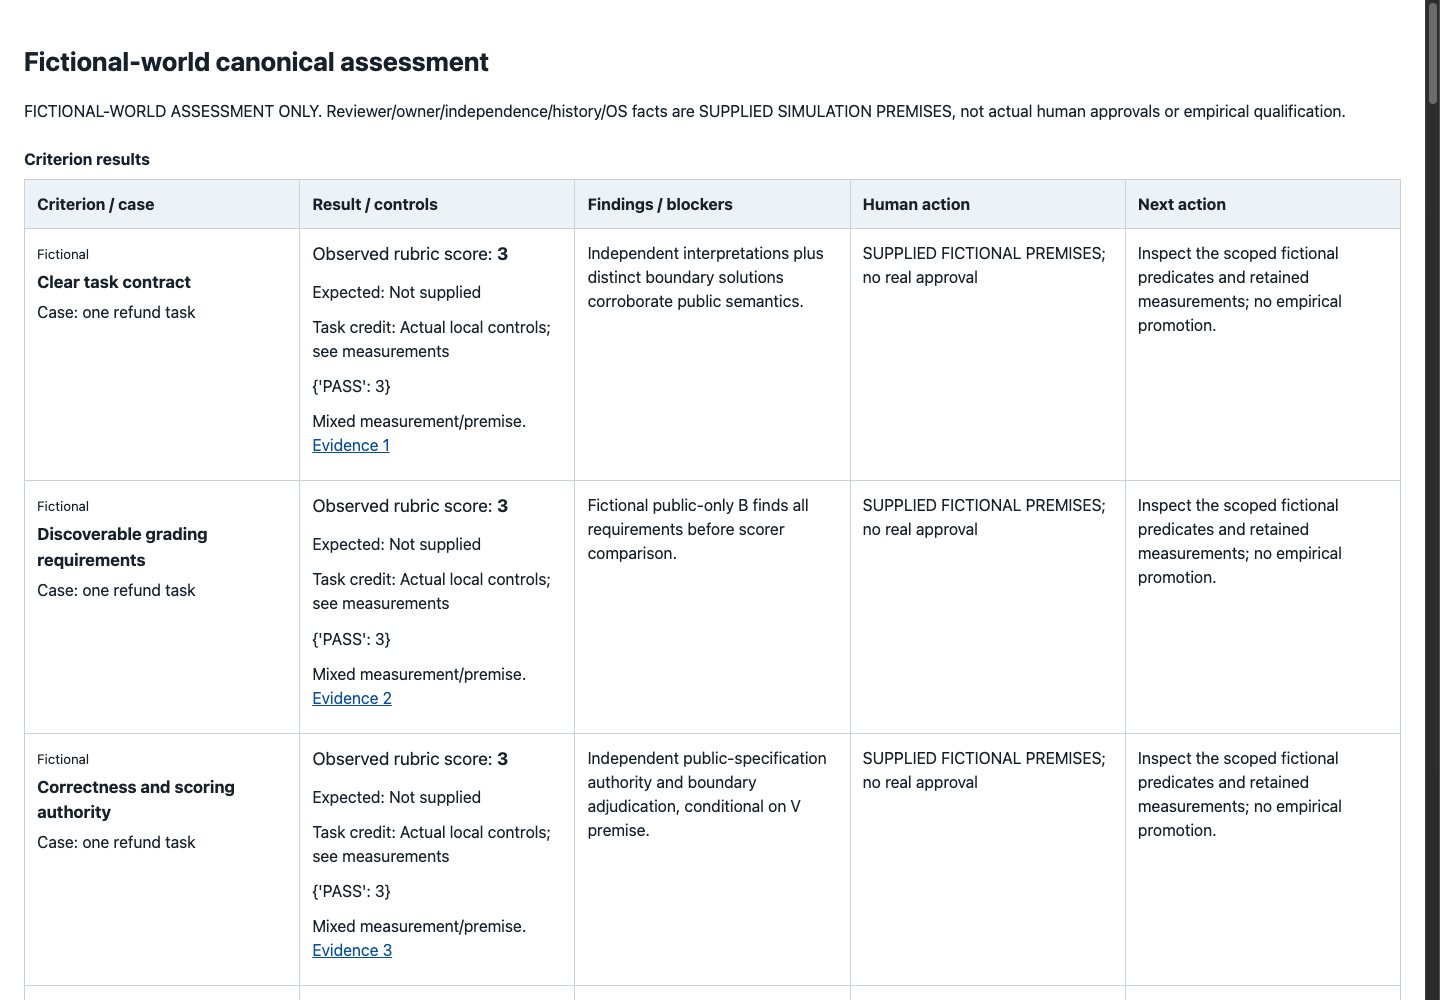 Fictional-world canonical assessment
FICTIONAL-WORLD ASSESSMENT ONLY. Reviewer/owner/independence/history/OS facts are SUPPLIED SIMULATION PREMISES, not actual human approvals or empirical qualification.
Criterion results
Criterion / case
Result / controls
Findings / blockers
Human action
Next action
Fictional
Clear task contract
Case: one refund task
Observed rubric score: 3
Expected: Not supplied
Task credit: Actual local controls;
see measurements
{'PASS': 3}
Mixed measurement/premise.
Evidence 1
Independent interpretations plus
distinct boundary solutions
corroborate public semantics.
SUPPLIED FICTIONAL PREMISES;
no real approval
Inspect the scoped fictional
predicates and retained
measurements; no empirical
promotion.
Fictional
Discoverable grading
requirements
Case: one refund task
Observed rubric score: 3
Expected: Not supplied
Task credit: Actual local controls;
see measurements
{'PASS': 3}
Mixed measurement/premise.
Evidence 2
Fictional public-only B finds all
requirements before scorer
comparison.
SUPPLIED FICTIONAL PREMISES;
no real approval
Inspect the scoped fictional
predicates and retained
measurements; no empirical
promotion.
Fictional
Correctness and scoring
authority
Case: one refund task
Observed rubric score: 3
Expected: Not supplied
Task credit: Actual local controls;
see measurements
{'PASS': 3}
Mixed measurement/premise.
Evidence 3
Independent public-specification
authority and boundary
adjudication, conditional on V
premise.
SUPPLIED FICTIONAL PREMISES;
no real approval
Inspect the scoped fictional
predicates and retained
measurements; no empirical
promotion.